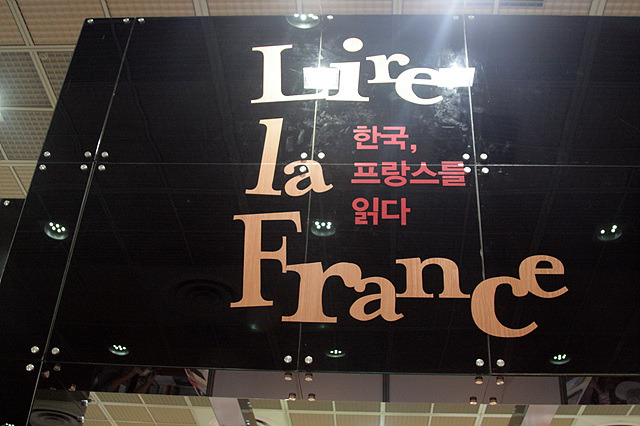 Lire
la
한국,
프랑스를
읽다
France